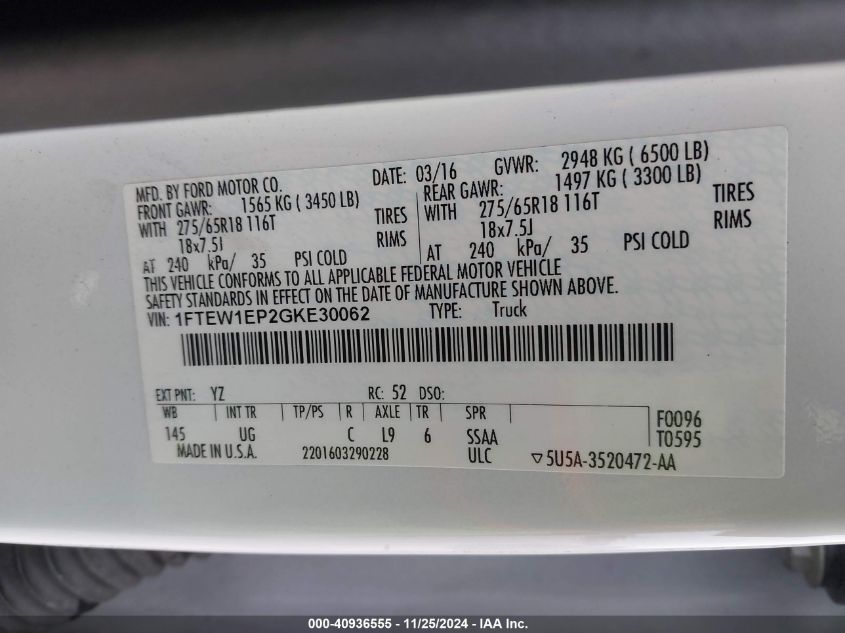 MFD. BY FORD MOTOR CO. DATE: 03/16 GVWR: 2948 KG ( 6500 LB)
FRONT GAWR: 1565 KG ( 3450 LB) REAR GAWR: 1497 KG ( 3300 LB)
WITH 275/65R18 116T TIRES WITH 275/65R18 116T TIRES
18x7.5J RIMS 18x7.5J RIMS
AT 240 kPa/ 35 PSI COLD AT 240 kPa/ 35 PSI COLD
THIS VEHICLE CONFORMS TO ALL APPLICABLE FEDERAL MOTOR VEHICLE
SAFETY STANDARDS IN EFFECT ON THE DATE OF MANUFACTURE SHOWN ABOVE.
VIN: 1FTEW1EP2GKE30062 TYPE: Truck
EXT PNT: YZ RC: 52 DSO:
WB INT TR TP/PS R AXLE TR SPR F0096
145 UG C L9 6 SSAA T0595
MADE IN U.S.A. 2201603290228 ULC ▽5U5A-3520472-AA
000-40936555 - 11/25/2024 - IAA Inc.